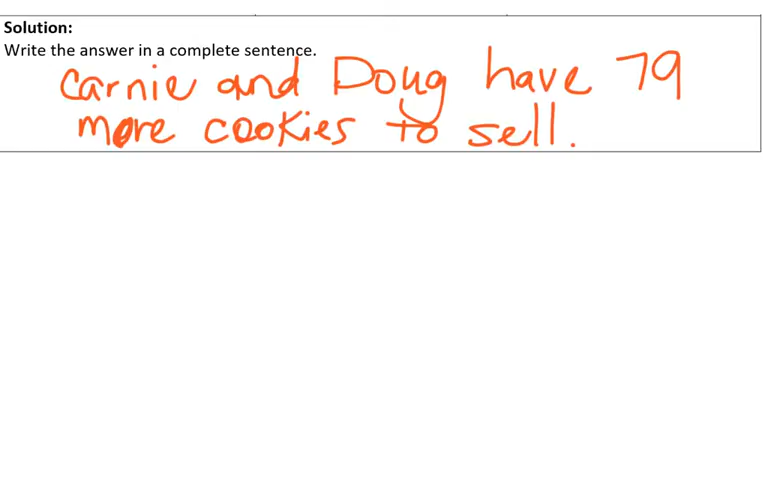 Solution:
Write the answer in a complete sentence.
Carnie and Doug have 79
more cookies to sell.